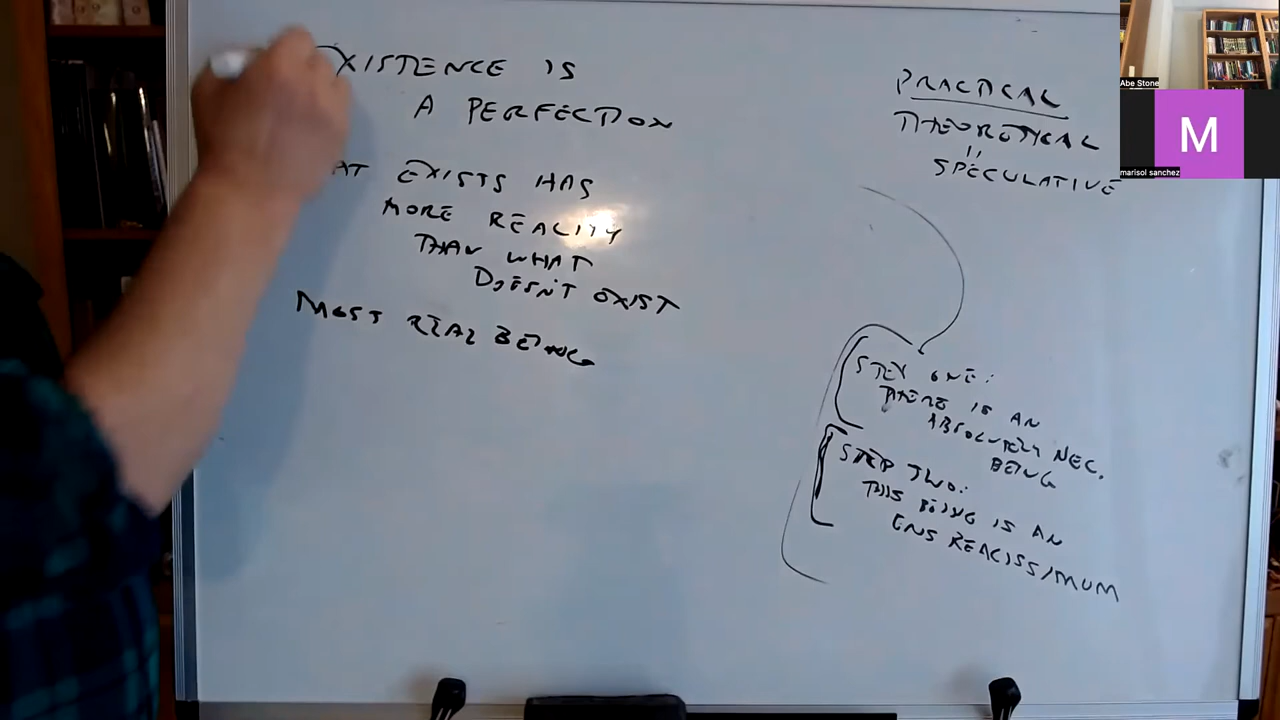 XISTENCE IS
A PERFECTION
AT EXISTS HAS
MORE REALITY
THAN WHAT
DOESN'T EXIST
MOST REAL BEING
PRACTICAL
THEORETICAL
"
SPECULATIVE
STEP ONE:
THERE IS AN
ABSOLUTELY NEC.
BEING
STEP TWO:
THIS BEING IS AN
ENS REALISSIMUM
Abe Stone
M
marisol sanchez